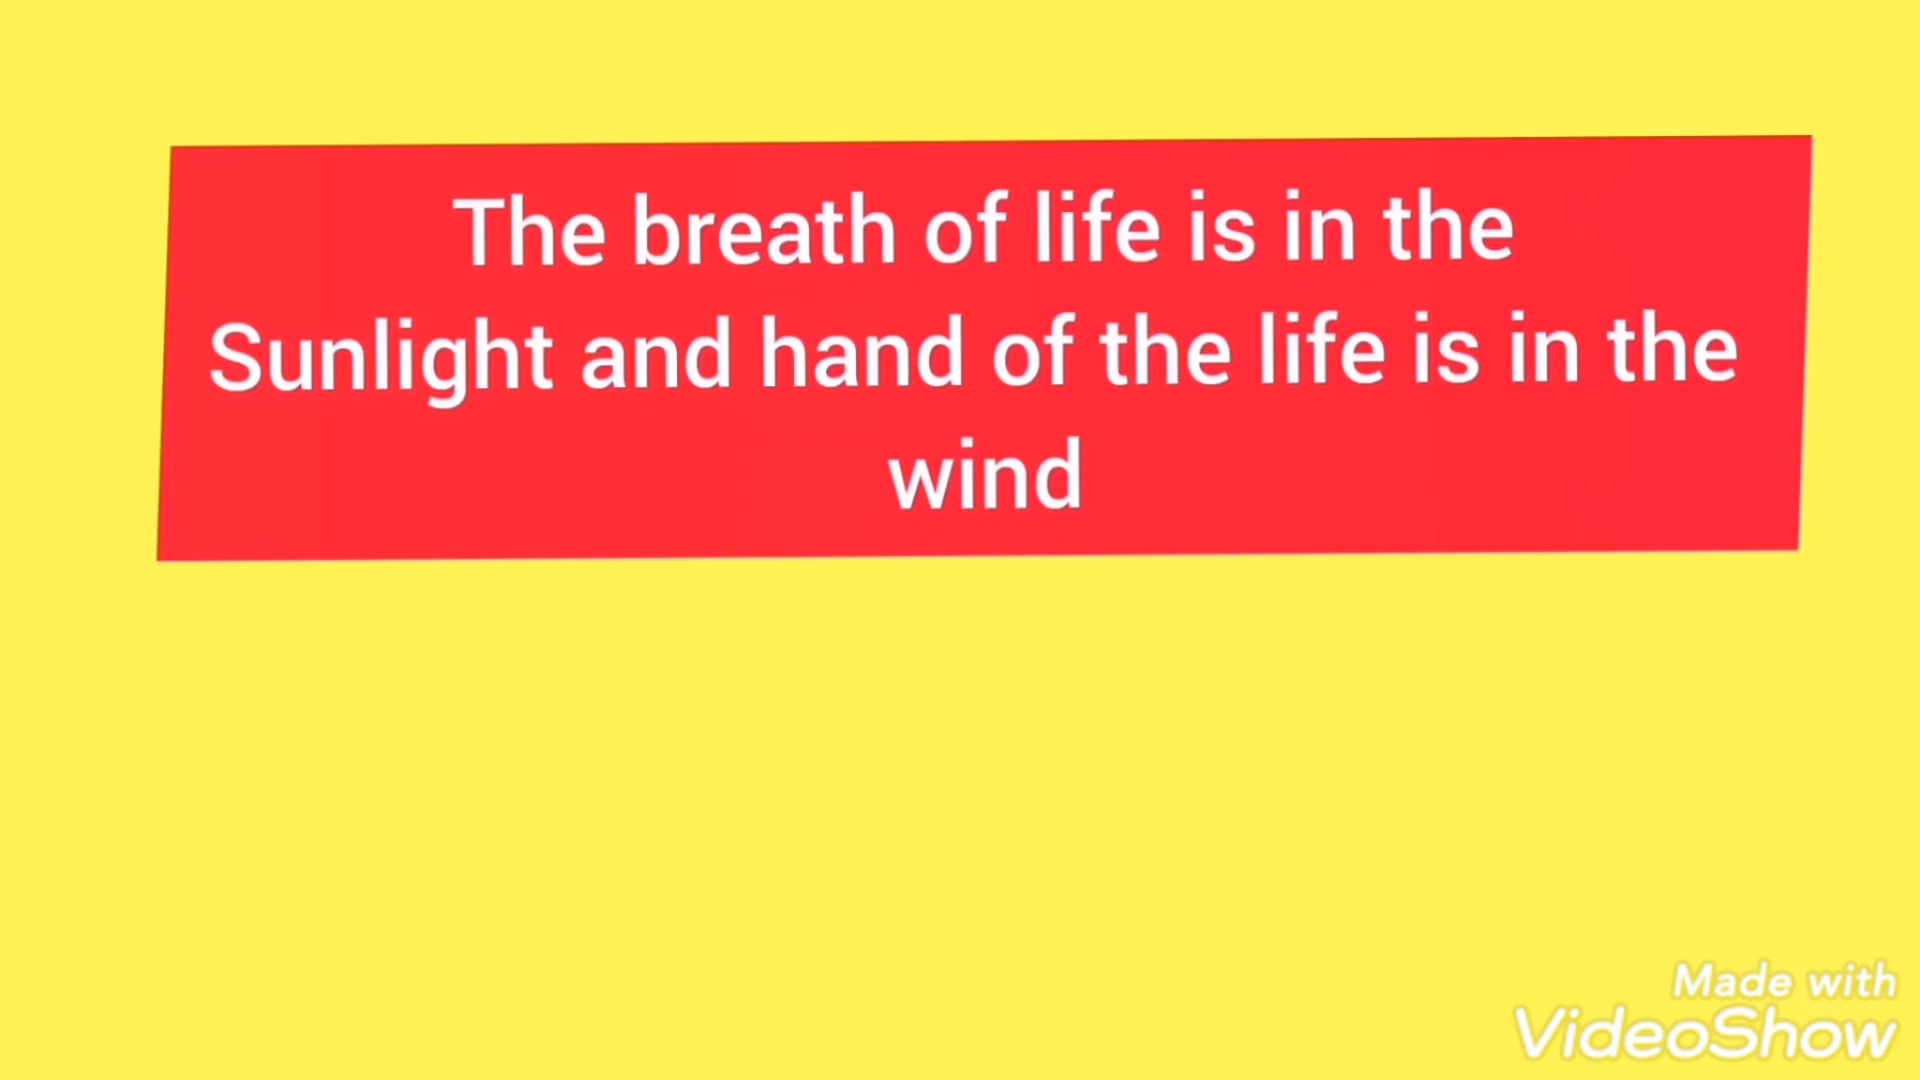 The breath of life is in the
Sunlight and hand of the life is in the
wind
Made with
VideoShow